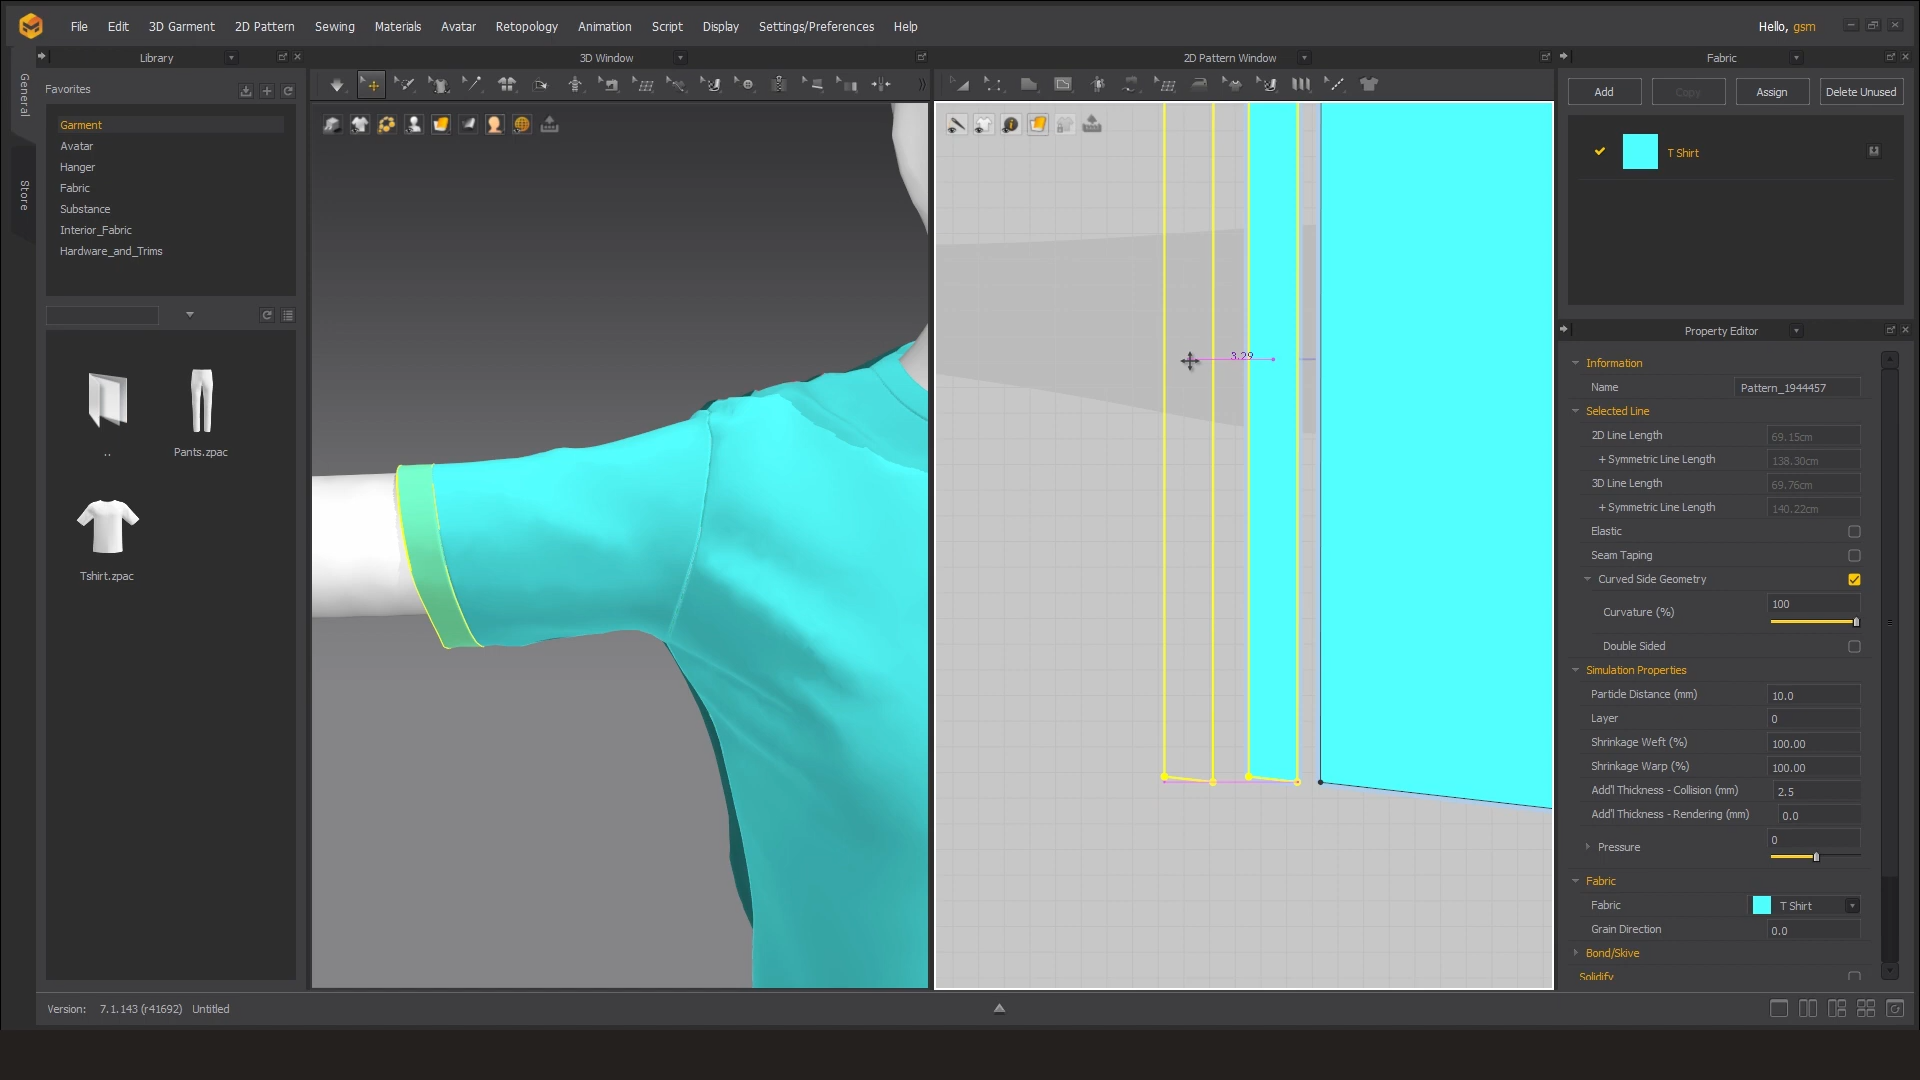 File Edit 3D Garment 2D Pattern Sewing Materials Avatar Retopology Animation Script Display Settings/Preferences Help Hello, gsm
Library 3D Window 2D Pattern Window Fabric
General
Store
Favorites
Garment
Avatar
Hanger
Fabric
Substance
Interior_Fabric
Hardware_and_Trims
..
Pants.zpac
Tshirt.zpac
3.29
Add Copy Assign Delete Unused
T Shirt
Property Editor
Information
Name Pattern_1944457
Selected Line
2D Line Length 69.15cm
+ Symmetric Line Length 138.30cm
3D Line Length 69.76cm
+ Symmetric Line Length 140.22cm
Elastic
Seam Taping
Curved Side Geometry
Curvature (%) 100
Double Sided
Simulation Properties
Particle Distance (mm) 10.0
Layer 0
Shrinkage Weft (%) 100.00
Shrinkage Warp (%) 100.00
Add'l Thickness - Collision (mm) 2.5
Add'l Thickness - Rendering (mm) 0.0
Pressure 0
Fabric
Fabric T Shirt
Grain Direction 0.0
Bond/Skive
Solidify
Version: 7.1.143 (r41692) Untitled